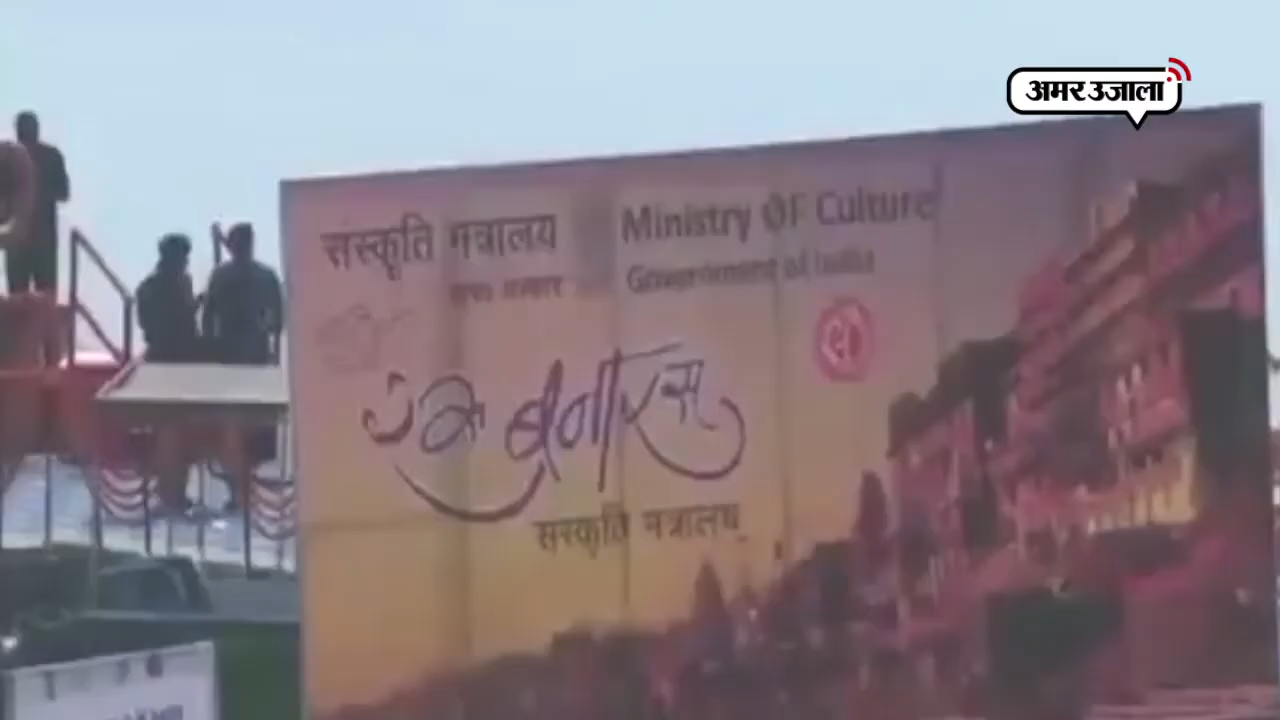 अमर उजाला
संस्कृति मंत्रालय
Ministry OF Culture
Government of India
बनारस
संस्कृति मंत्रालय